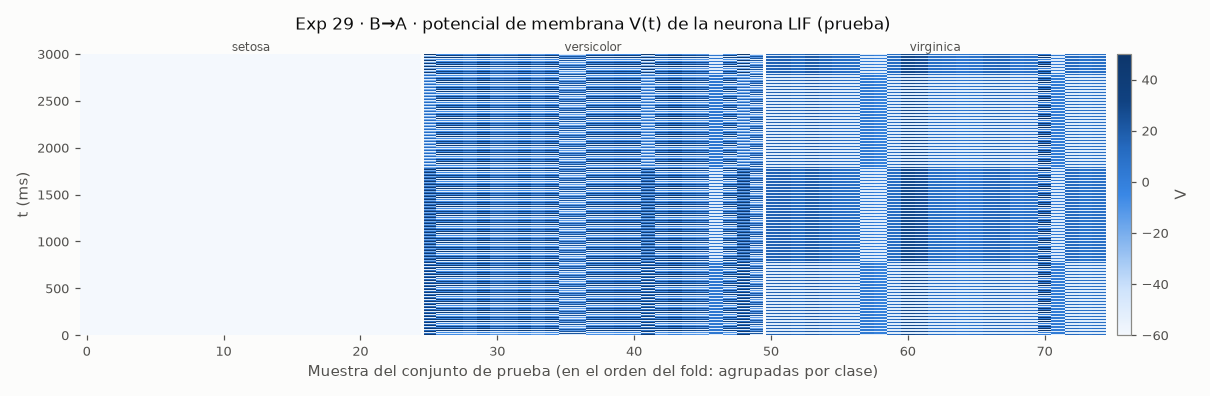 Exp 29 · B→A · potencial de membrana V(t) de la neurona LIF (prueba)
setosa versicolor virginica
3000
2500
2000
1500
1000
500
0
t (ms)
0 10 20 30 40 50 60 70
Muestra del conjunto de prueba (en el orden del fold: agrupadas por clase)
40
20
0
−20
−40
−60
V